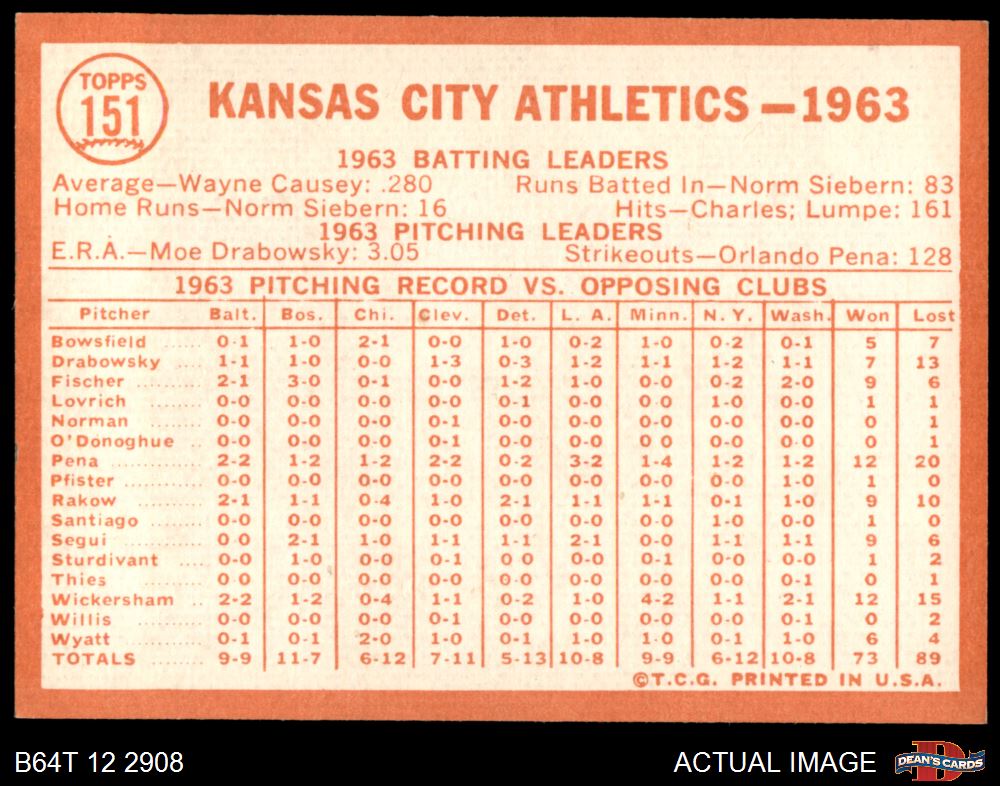 TOPPS
151
KANSAS CITY ATHLETICS—1963
1963 BATTING LEADERS
Average—Wayne Causey: .280 Runs Batted In—Norm Siebern: 83
Home Runs—Norm Siebern: 16 Hits—Charles; Lumpe: 161
1963 PITCHING LEADERS
E.R.A.—Moe Drabowsky: 3.05 Strikeouts—Orlando Pena: 128
1963 PITCHING RECORD VS. OPPOSING CLUBS
Pitcher Balt. Bos. Chi. Clev. Det. L. A. Minn. N. Y. Wash. Won Lost
Bowsfield ...... 0-1 1-0 2-1 0-0 1-0 0-2 1-0 0-2 0-1 5 7
Drabowsky .... 1-1 1-0 0-0 1-3 0-3 1-2 1-1 1-2 1-1 7 13
Fischer .......... 2-1 3-0 0-1 0-0 1-2 1-0 0-0 0-2 2-0 9 6
Lovrich ........ 0-0 0-0 0-0 0-0 0-1 0-0 0-0 1-0 0-0 1 1
Norman ........ 0-0 0-0 0-0 0-1 0-0 0-0 0-0 0-0 0-0 0 1
O'Donoghue .. 0-0 0-0 0-0 0-1 0-0 0-0 0 0 0-0 0-0 0 1
Pena ............ 2-2 1-2 1-2 2-2 0-2 3-2 1-4 1-2 1-2 12 20
Pfister .......... 0-0 0-0 0-0 0-0 0-0 0-0 0-0 0-0 1-0 1 0
Rakow .......... 2-1 1-1 0-4 1-0 2-1 1-1 1-1 0-1 1-0 9 10
Santiago ........ 0-0 0-0 0-0 0-0 0-0 0-0 0-0 1-0 0-0 1 0
Segui ............ 0-0 2-1 1-0 1-1 1-1 2-1 0-0 1-1 1-1 9 6
Sturdivant .... 0-0 1-0 0-0 0-1 0 0 0-0 0-1 0-0 0-0 1 2
Thies .......... 0 0 0-0 0-0 0-0 0-0 0-0 0-0 0-0 0-1 0 1
Wickersham .. 2-2 1-2 0-4 1-1 0-2 1-0 4-2 1-1 2-1 12 15
Willis .......... 0-0 0-0 0-0 0-1 0-0 0-0 0-1 0-0 0-0 0 2
Wyatt .......... 0-1 0-1 2-0 1-0 0-1 1-0 1-0 0-1 1-0 6 4
TOTALS ........ 9-9 11-7 6-12 7-11 5-13 10-8 9-9 6-12 10-8 73 89
©T.C.G. PRINTED IN U.S.A.
B64T 12 2908 ACTUAL IMAGE
D
DEAN'S CARDS